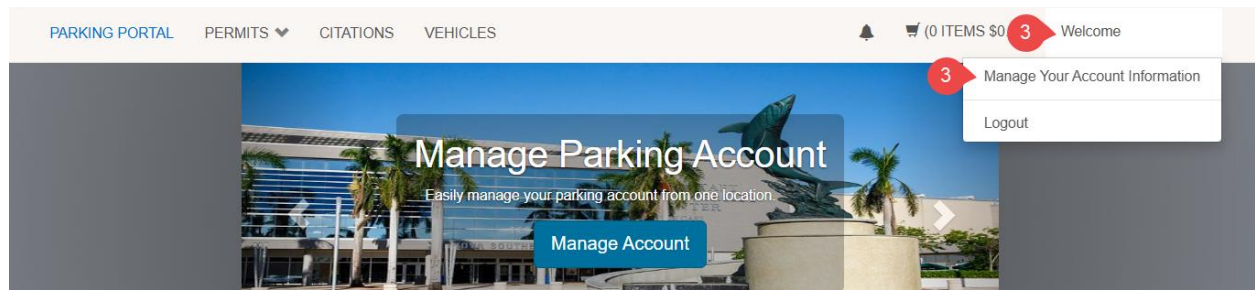 PARKING PORTAL PERMITS CITATIONS VEHICLES (0 ITEMS $0 3 Welcome
3 Manage Your Account Information
Logout
Manage Parking Account
Easily manage your parking account from one location.
Manage Account